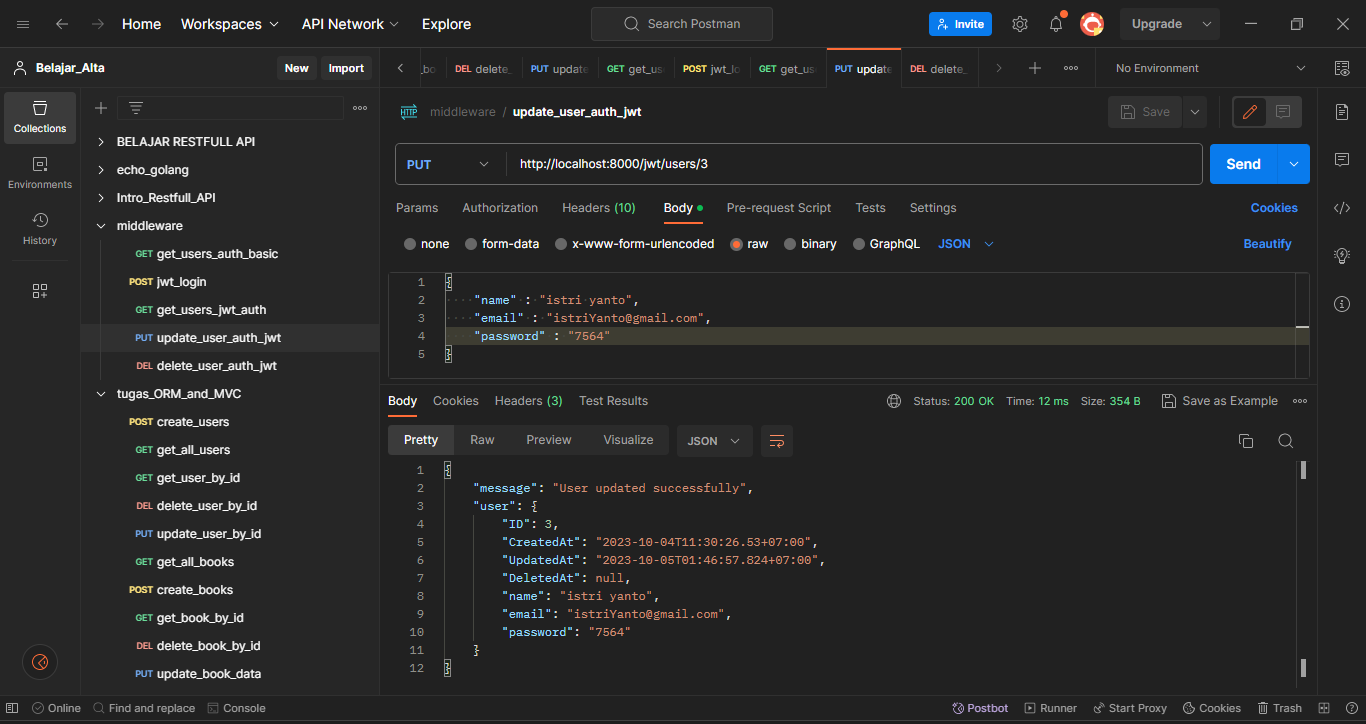 Home Workspaces API Network Explore Search Postman Invite Upgrade
Belajar_Alta New Import
DEL delete_ PUT update GET get_us POST jwt_lo GET get_us PUT update DEL delete_ No Environment
Collections
Environments
History
BELAJAR RESTFULL API
echo_golang
Intro_Restfull_API
middleware
GET get_users_auth_basic
POST jwt_login
GET get_users_jwt_auth
PUT update_user_auth_jwt
DEL delete_user_auth_jwt
tugas_ORM_and_MVC
POST create_users
GET get_all_users
GET get_user_by_id
DEL delete_user_by_id
PUT update_user_by_id
GET get_all_books
POST create_books
GET get_book_by_id
DEL delete_book_by_id
PUT update_book_data
HTTP middleware / update_user_auth_jwt Save
PUT http://localhost:8000/jwt/users/3 Send
Params Authorization Headers (10) Body Pre-request Script Tests Settings Cookies
none form-data x-www-form-urlencoded raw binary GraphQL JSON Beautify
1 {
2 "name" : "istri yanto",
3 "email" : "istriYanto@gmail.com",
4 "password" : "7564"
5 }
Body Cookies Headers (3) Test Results Status: 200 OK Time: 12 ms Size: 354 B Save as Example
Pretty Raw Preview Visualize JSON
1 {
2 "message": "User updated successfully",
3 "user": {
4 "ID": 3,
5 "CreatedAt": "2023-10-04T11:30:26.53+07:00",
6 "UpdatedAt": "2023-10-05T01:46:57.824+07:00",
7 "DeletedAt": null,
8 "name": "istri yanto",
9 "email": "istriYanto@gmail.com",
10 "password": "7564"
11 }
12 }
Online Find and replace Console Postbot Runner Start Proxy Cookies Trash